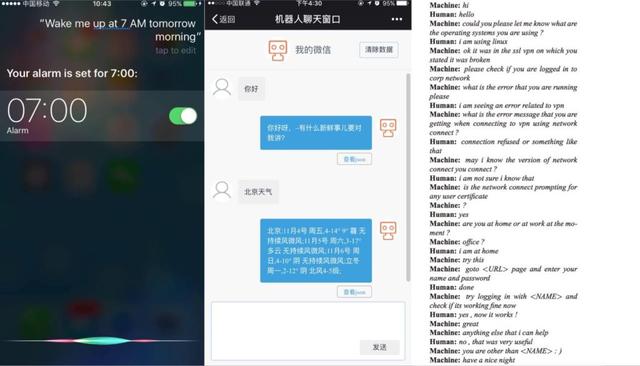 中国移动 10:43 95%
“Wake me up at 7 AM tomorrow
morning”
tap to edit
Your alarm is set for 7:00:
07:00
Alarm
中国联通 下午4:30 89%
返回 机器人聊天窗口
我的微信 清除数据
你好
你好呀, ~有什么新鲜事儿要对
我讲?
查看json
北京天气
北京:11月4号 周五,4-14° 9° 霾 无
持续风微风;11月5号 周六,3-17°
多云 无持续风微风;11月6号 周
日,4-10° 阴 无持续风微风;立冬
周一,2-12° 阴 北风4-5级;
查看json
发送
Machine: hi
Human: hello
Machine: could you please let me know what are
the operating systems you are using ?
Human: i am using linux
Machine: ok it was in the ssl vpn on which you
stated it was broken
Machine: please check if you are logged in to
corp network
Machine: what is the error that you are running
please
Human: i am seeing an error related to vpn
Machine: what is the error message that you are
getting when connecting to vpn using network
connect ?
Human: connection refused or something like
that
Machine: may i know the version of network
connect you connect ?
Human: i am not sure i know that
Machine: is the network connect prompting for
any user certificate
Machine: ?
Human: yes
Machine: are you at home or at work at the mo-
ment ?
Machine: office ?
Human: i am at home
Machine: try this
Machine: goto <URL> page and enter your
name and password
Human: done
Machine: try logging in with <NAME> and
check if its working fine now
Human: yes , now it works !
Machine: great
Machine: anything else that i can help
Human: no , that was very useful
Machine: you are other than <NAME> : )
Machine: have a nice night